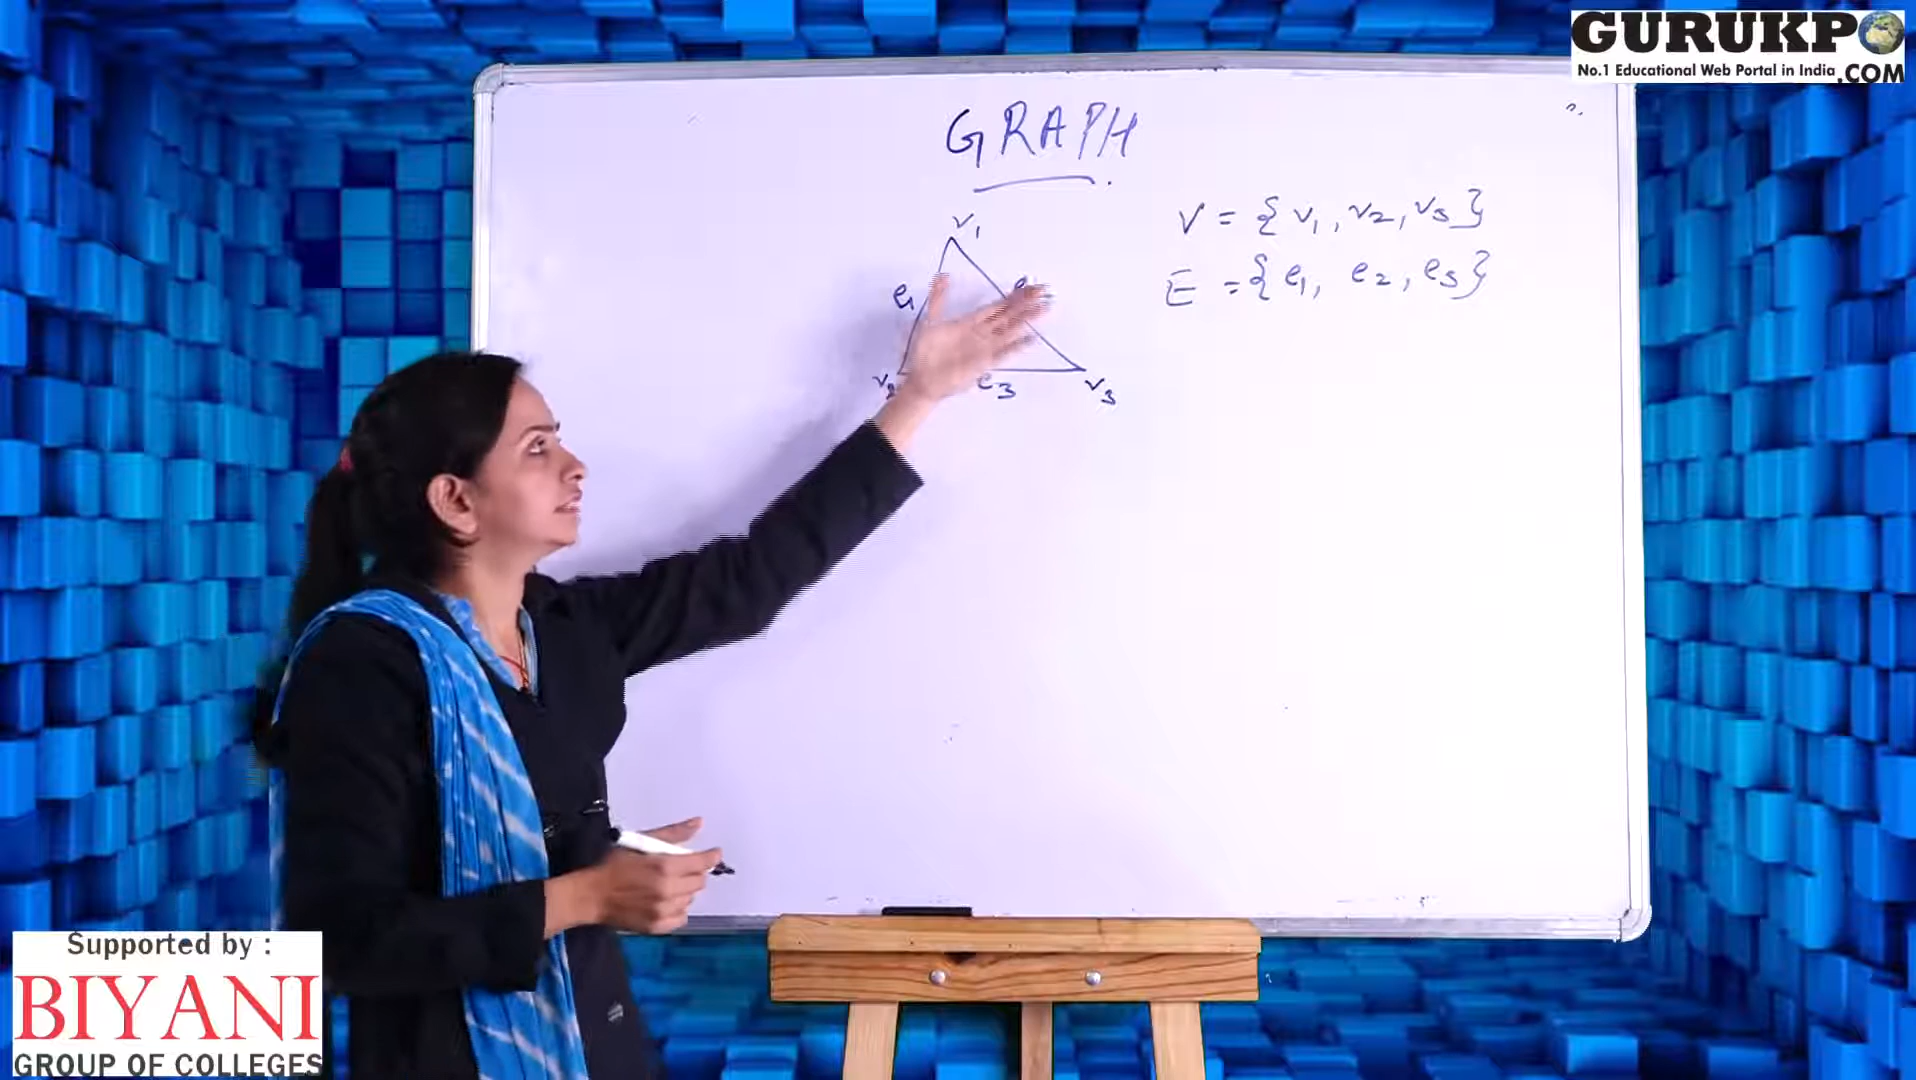 GURUKPO
No.1 Educational Web Portal in India .COM
GRAPH
v1
e1
v2
e3
v3
V = { v1, v2, v3 }
E = { e1, e2, e3 }
Supported by :
BIYANI
GROUP OF COLLEGES